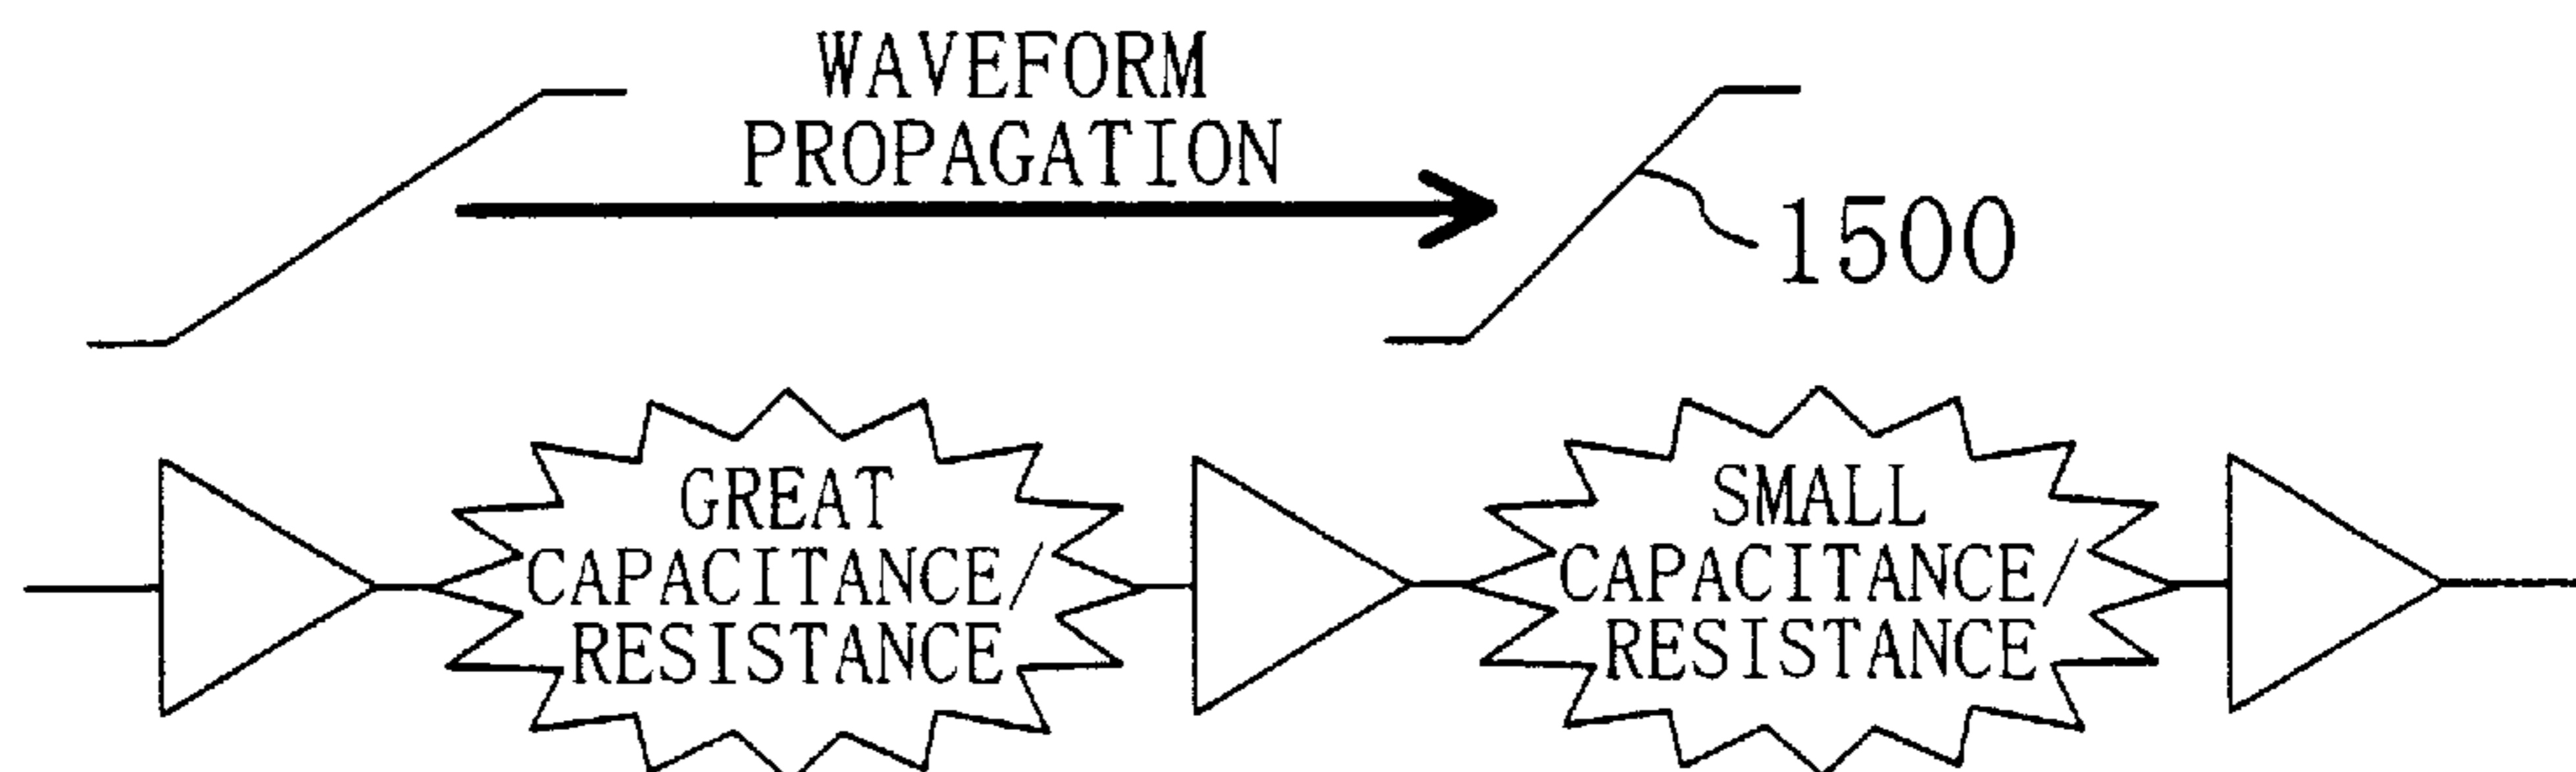 WAVEFORM
PROPAGATION
1500
GREAT
CAPACITANCE/
RESISTANCE
SMALL
CAPACITANCE/
RESISTANCE